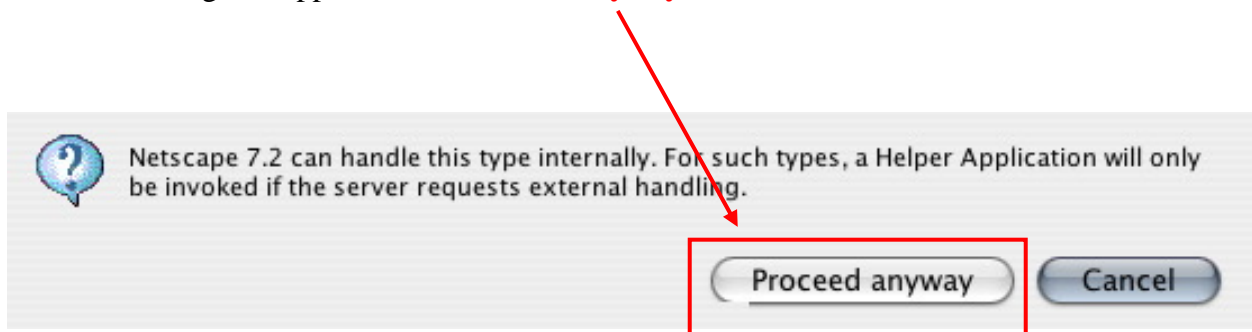 Netscape 7.2 can handle this type internally. For such types, a Helper Application will only
be invoked if the server requests external handling.
Proceed anyway
Cancel